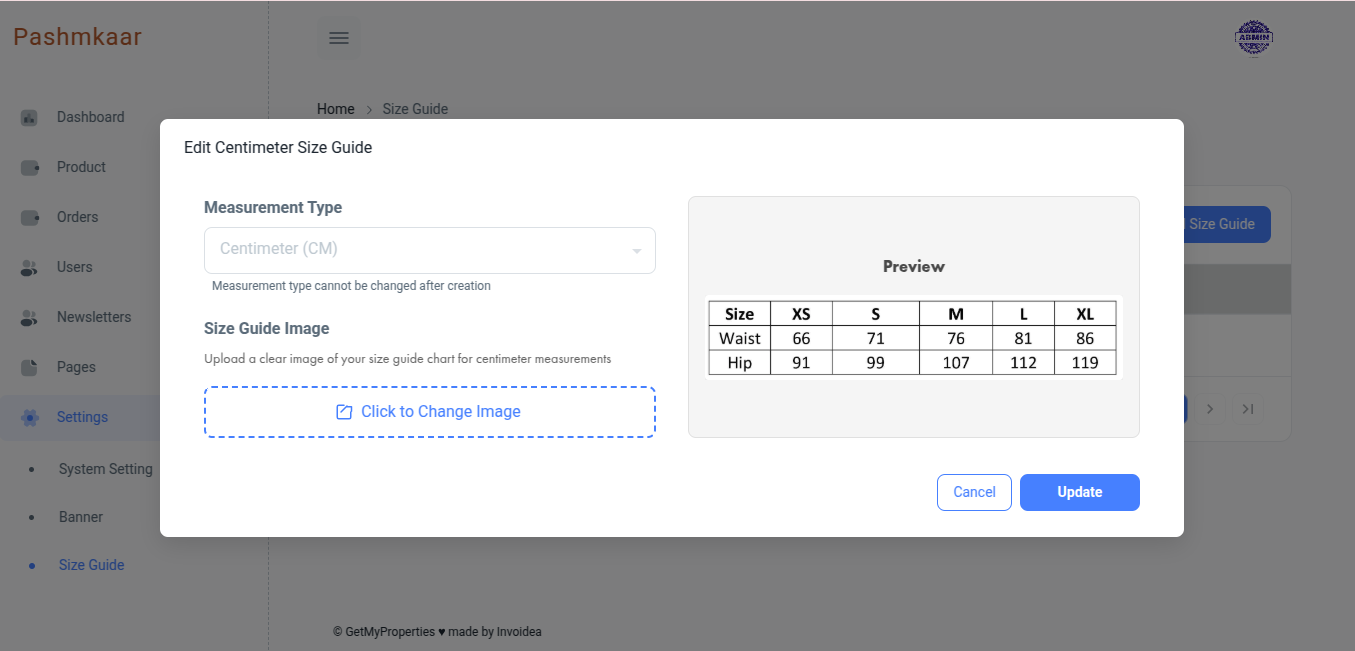 Pashmkaar
ADMIN
Home > Size Guide
Dashboard
Product
Orders
Users
Newsletters
Pages
Settings
System Setting
Banner
Size Guide
Size Guide
Edit Centimeter Size Guide
Measurement Type
Centimeter (CM)
Measurement type cannot be changed after creation
Size Guide Image
Upload a clear image of your size guide chart for centimeter measurements
Click to Change Image
Preview
Size XS S M L XL
Waist 66 71 76 81 86
Hip 91 99 107 112 119
Cancel Update
© GetMyProperties ♥ made by Invoidea